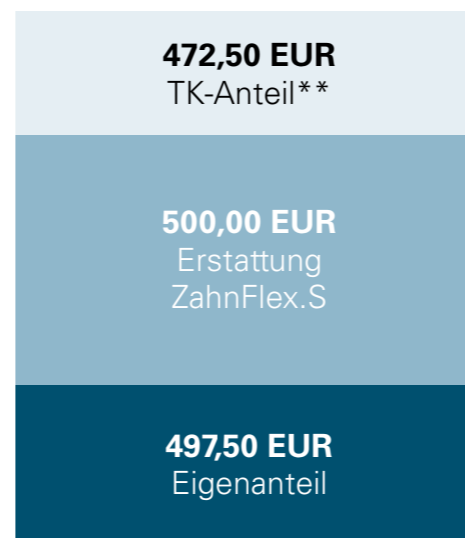 472,50 EUR
TK-Anteil**
500,00 EUR
Erstattung
ZahnFlex.S
497,50 EUR
Eigenanteil